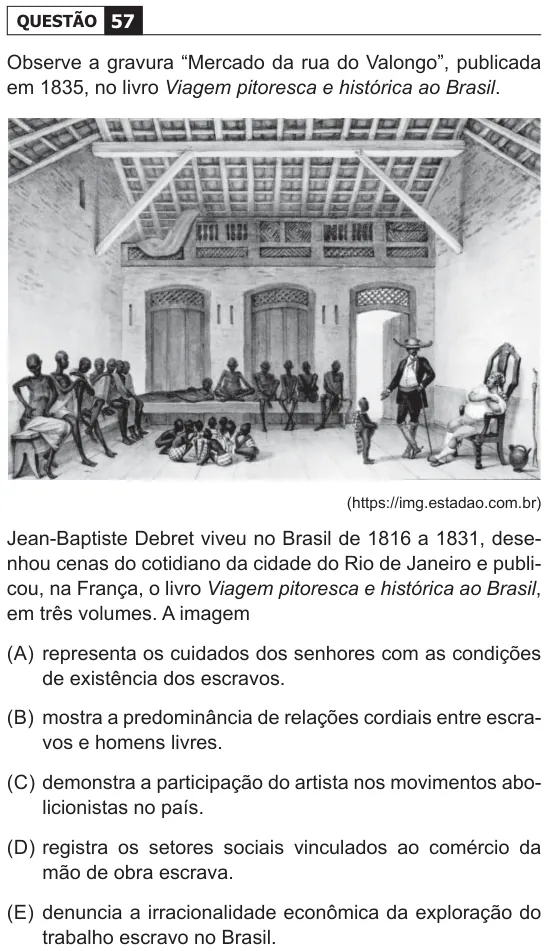 QUESTÃO 57
Observe a gravura “Mercado da rua do Valongo”, publicada
em 1835, no livro Viagem pitoresca e histórica ao Brasil.
(https://img.estadao.com.br)
Jean-Baptiste Debret viveu no Brasil de 1816 a 1831, dese-
nhou cenas do cotidiano da cidade do Rio de Janeiro e publi-
cou, na França, o livro Viagem pitoresca e histórica ao Brasil,
em três volumes. A imagem
(A) representa os cuidados dos senhores com as condições
de existência dos escravos.
(B) mostra a predominância de relações cordiais entre escra-
vos e homens livres.
(C) demonstra a participação do artista nos movimentos abo-
licionistas no país.
(D) registra os setores sociais vinculados ao comércio da
mão de obra escrava.
(E) denuncia a irracionalidade econômica da exploração do
trabalho escravo no Brasil.